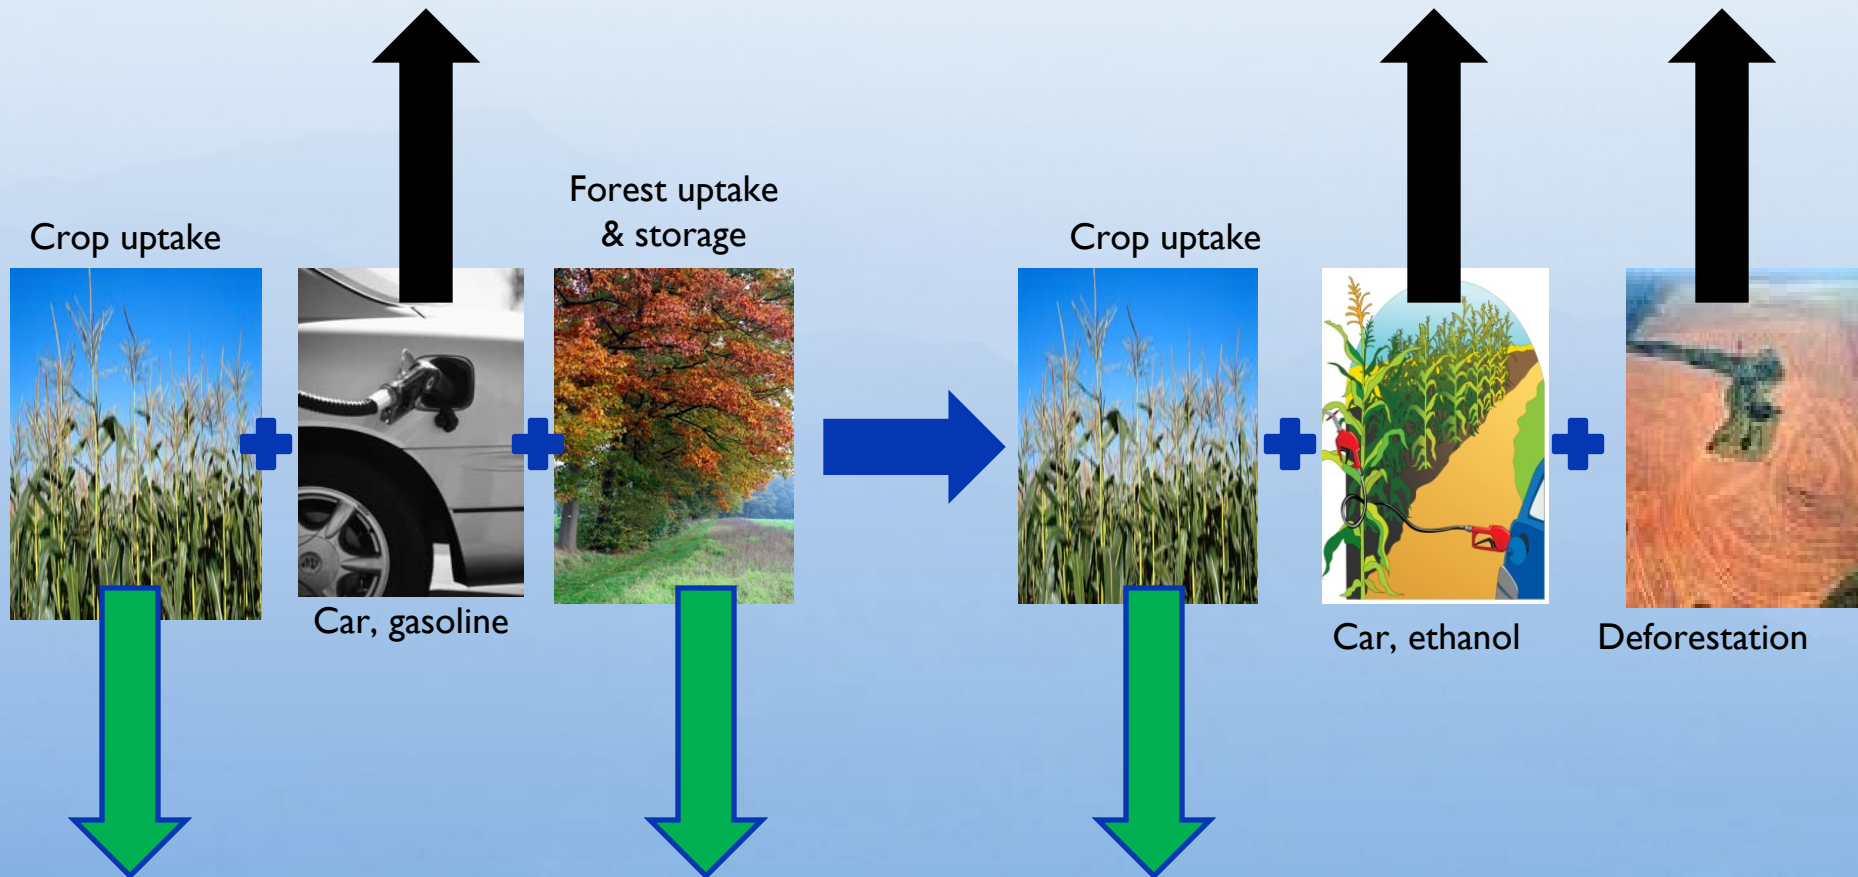 Crop uptake
Car, gasoline
Forest uptake
& storage
Crop uptake
Car, ethanol
Deforestation